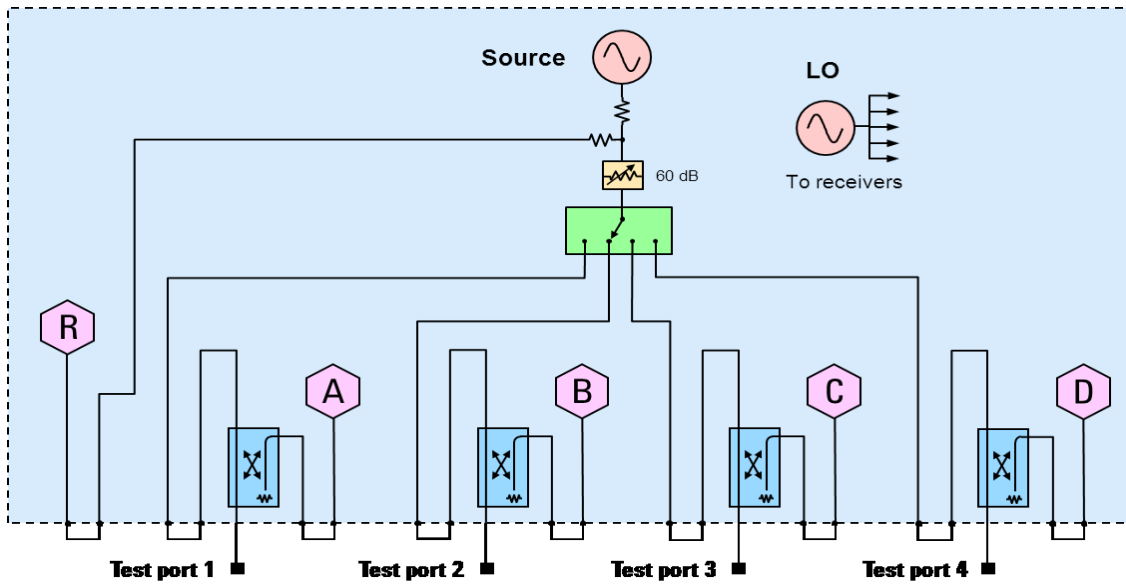 Source
LO
60 dB
To receivers
R
A
B
C
D
Test port 1
Test port 2
Test port 3
Test port 4